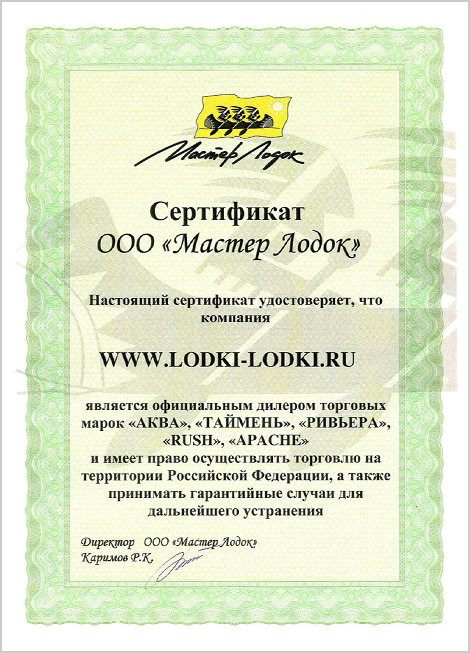 Мастер Лодок
Сертификат
ООО «Мастер Лодок»
Настоящий сертификат удостоверяет, что
компания
WWW.LODKI-LODKI.RU
является официальным дилером торговых
марок «АКВА», «ТАЙМЕНЬ», «РИВЬЕРА»,
«RUSH», «APACHE»
и имеет право осуществлять торговлю на
территории Российской Федерации, а также
принимать гарантийные случаи для
дальнейшего устранения
Директор ООО «Мастер Лодок»
Каримов Р.К.